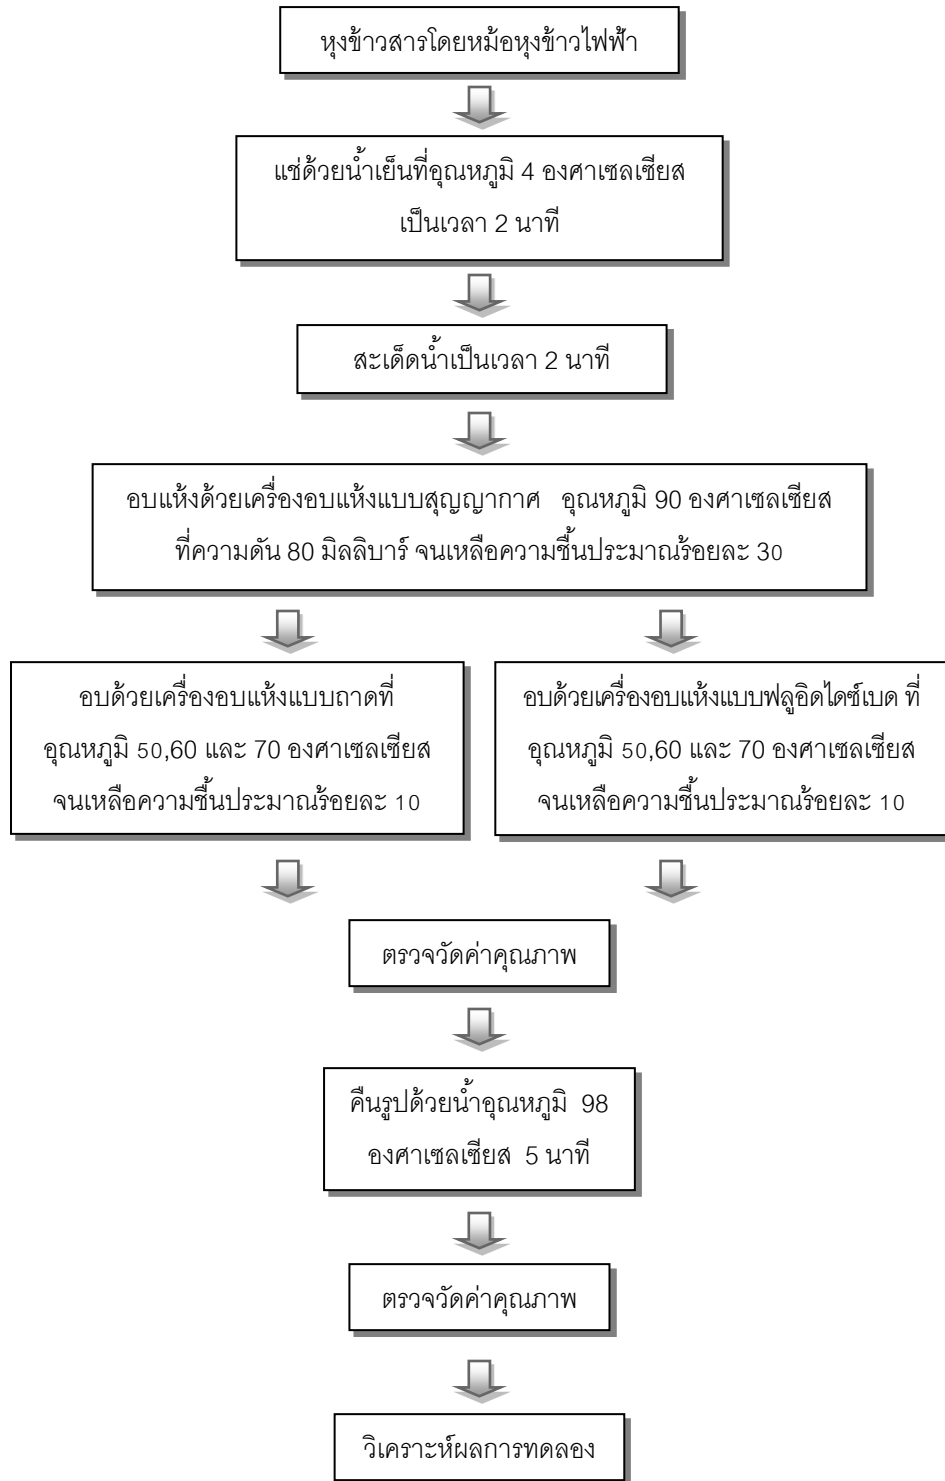 หุงข้าวสารโดยหม้อหุงข้าวไฟฟ้า
แช่ด้วยน้ำเย็นที่อุณหภูมิ 4 องศาเซลเซียส
เป็นเวลา 2 นาที
สะเด็ดน้ำเป็นเวลา 2 นาที
อบแห้งด้วยเครื่องอบแห้งแบบสุญญากาศ อุณหภูมิ 90 องศาเซลเซียส
ที่ความดัน 80 มิลลิบาร์ จนเหลือความชื้นประมาณร้อยละ 30
อบด้วยเครื่องอบแห้งแบบถาดที่
อุณหภูมิ 50,60 และ 70 องศาเซลเซียส
จนเหลือความชื้นประมาณร้อยละ 10
อบด้วยเครื่องอบแห้งแบบฟลูอิดไดซ์เบด ที่
อุณหภูมิ 50,60 และ 70 องศาเซลเซียส
จนเหลือความชื้นประมาณร้อยละ 10
ตรวจวัดค่าคุณภาพ
คืนรูปด้วยน้ำอุณหภูมิ 98
องศาเซลเซียส 5 นาที
ตรวจวัดค่าคุณภาพ
วิเคราะห์ผลการทดลอง